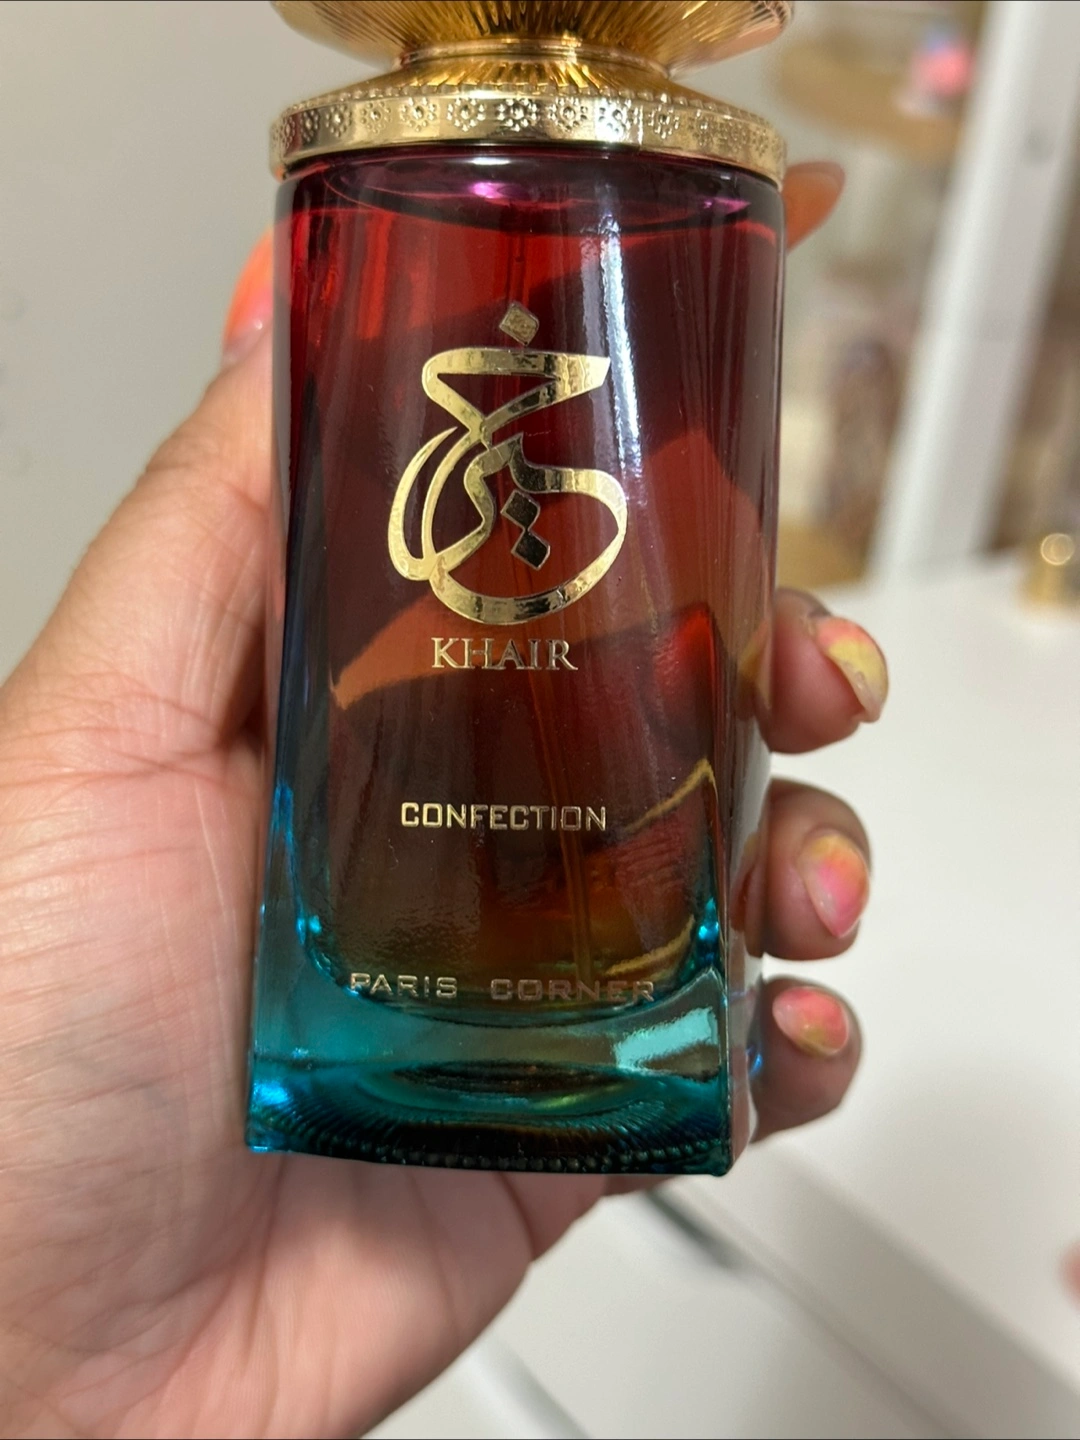 خير
KHAIR
CONFECTION
PARIS CORNER